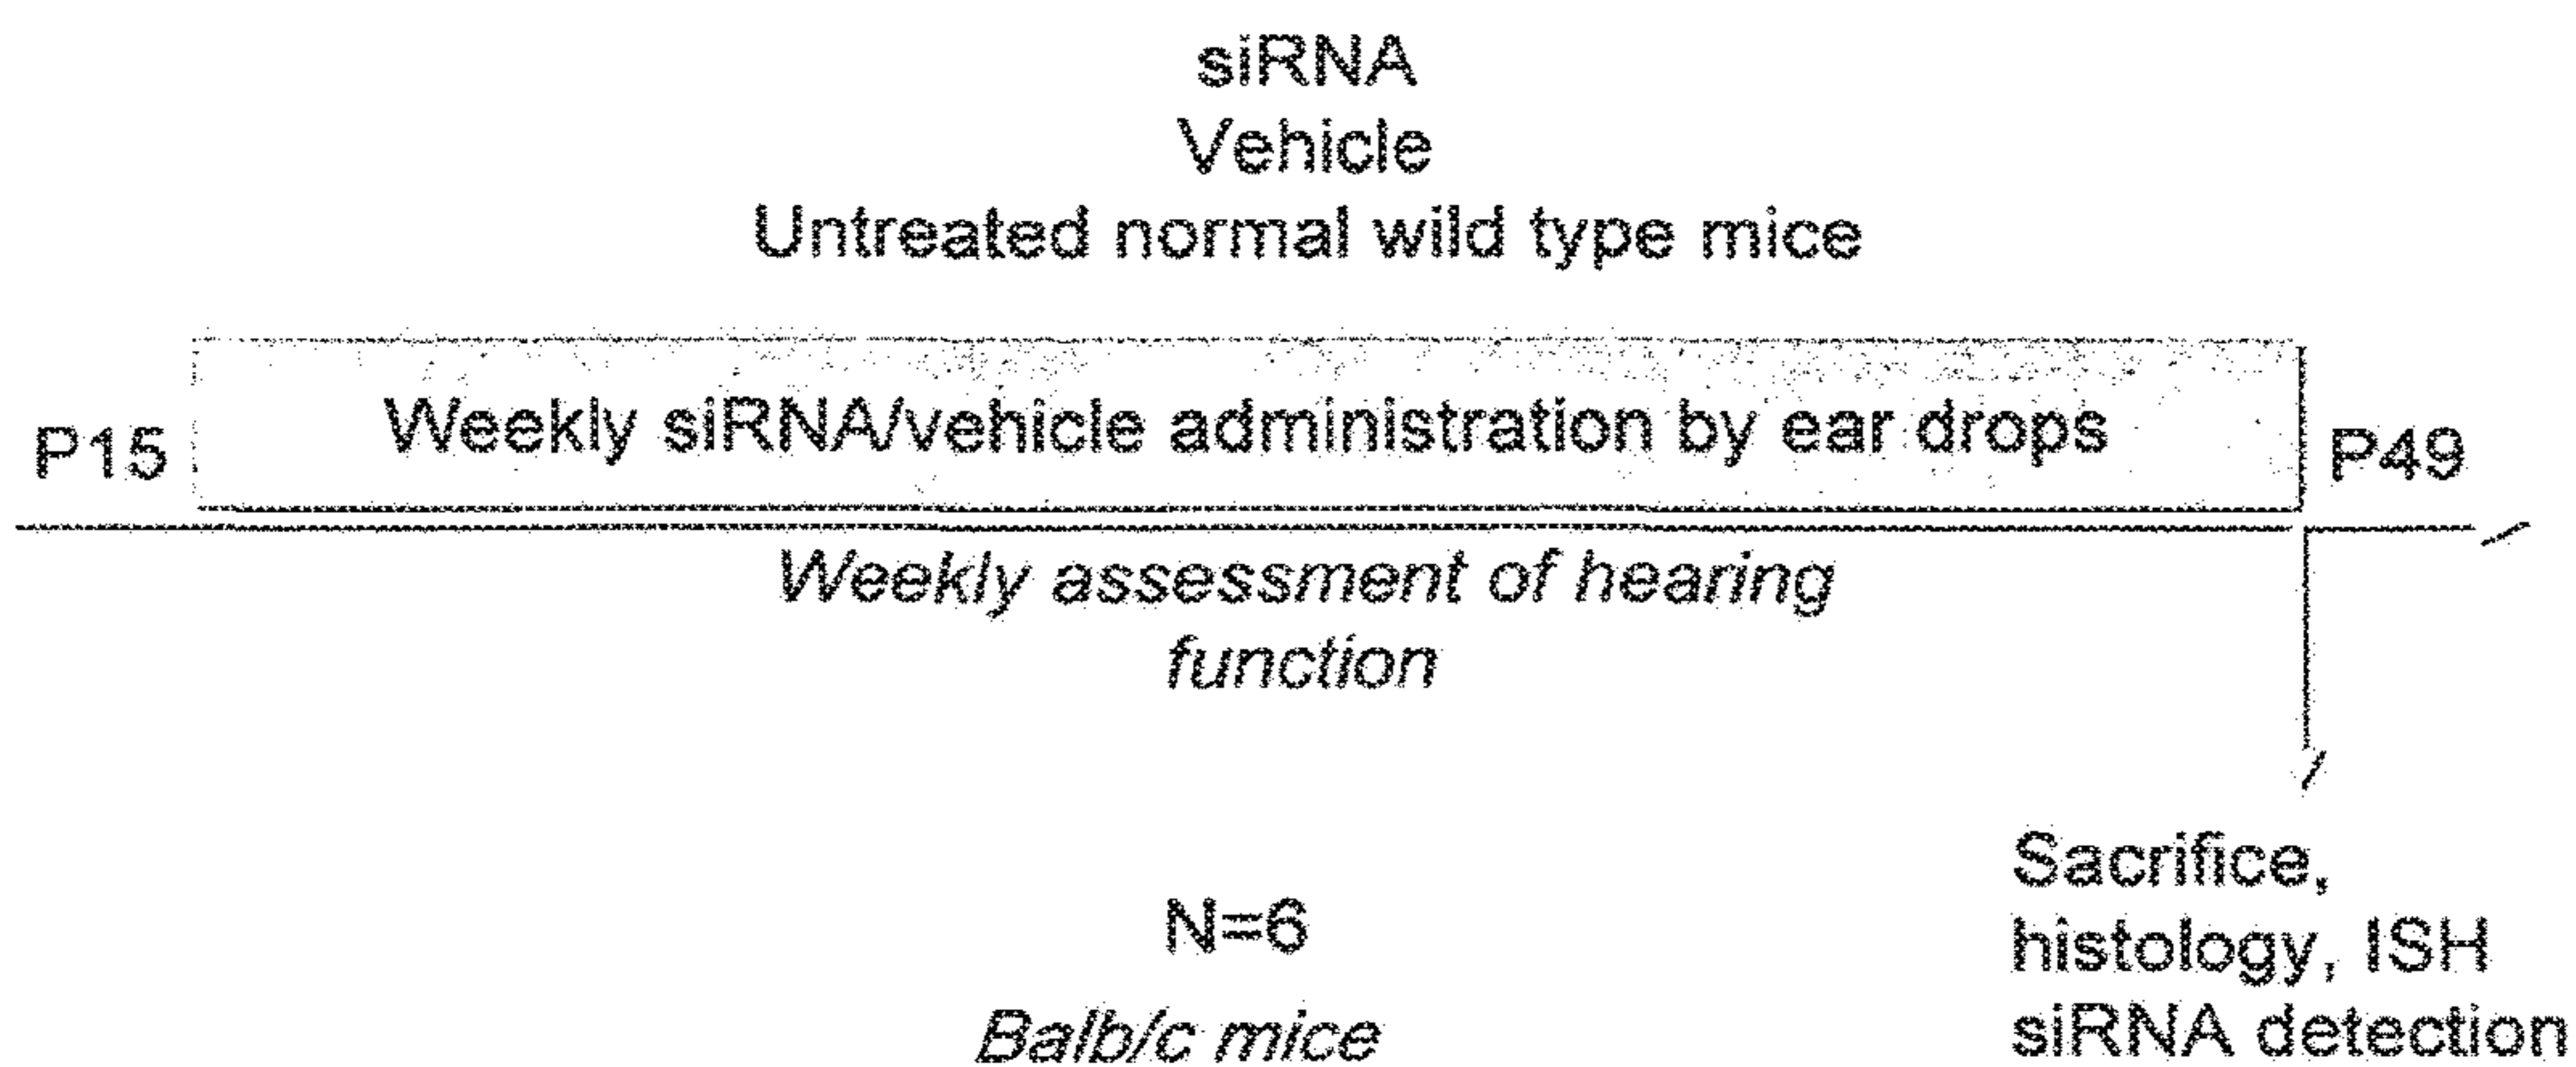 siRNA
Vehicle
Untreated normal wild type mice
P15
Weekly siRNA/vehicle administration by ear drops
P49
Weekly assessment of hearing
function
N=6
Balb/c mice
Sacrifice,
histology, ISH
siRNA detection